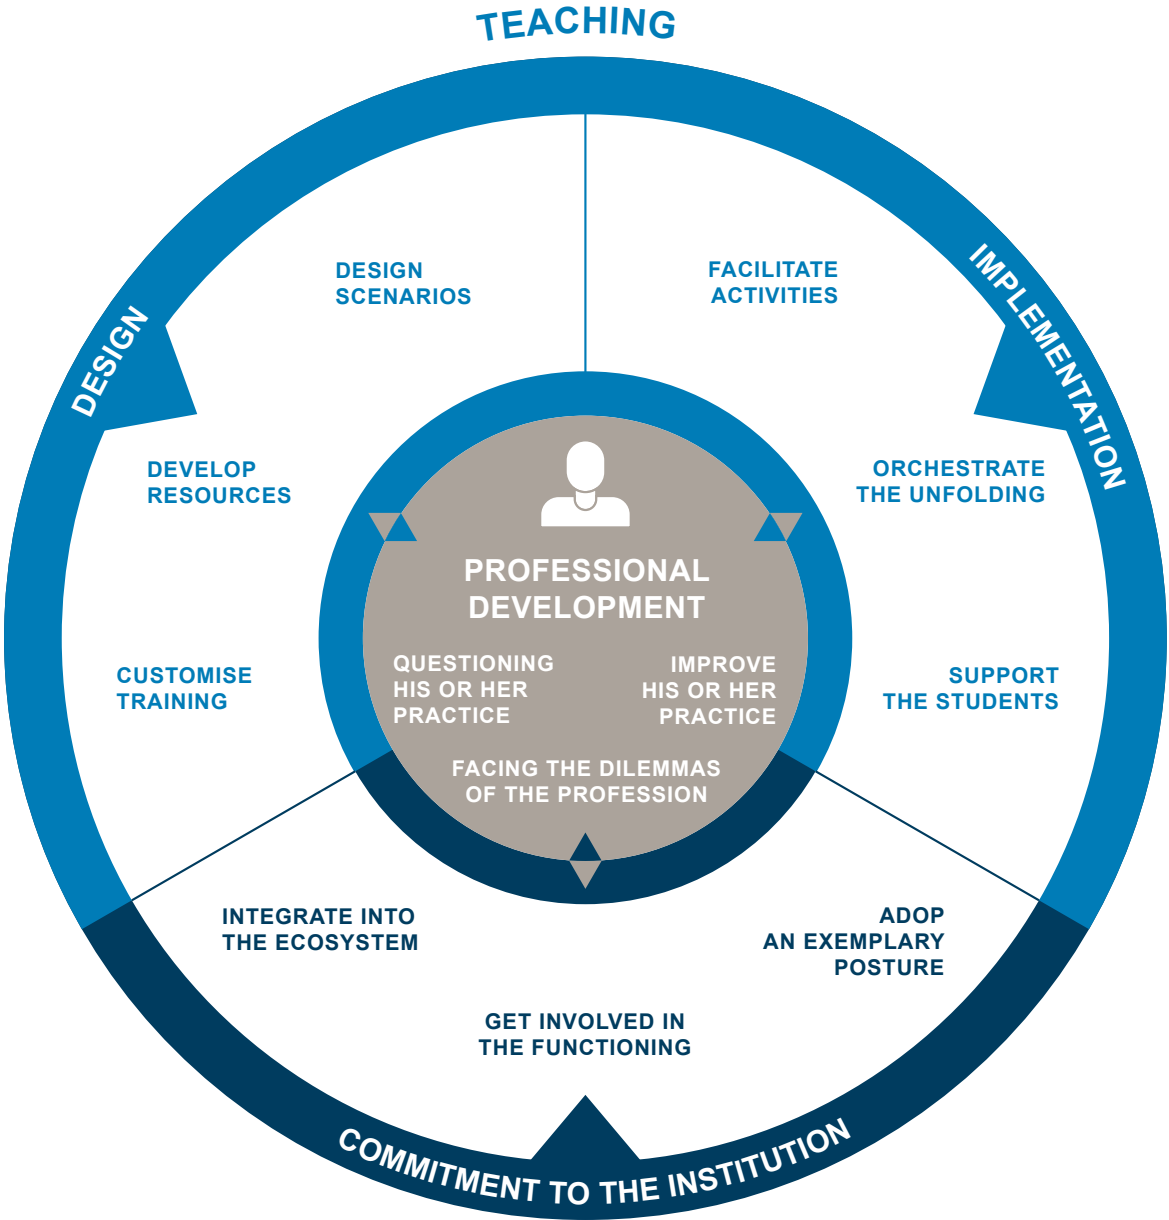 TEACHING
DESIGN
IMPLEMENTATION
DESIGN
SCENARIOS
FACILITATE
ACTIVITIES
DEVELOP
RESOURCES
ORCHESTRATE
THE UNFOLDING
CUSTOMISE
TRAINING
SUPPORT
THE STUDENTS
PROFESSIONAL
DEVELOPMENT
QUESTIONING
HIS OR HER
PRACTICE
IMPROVE
HIS OR HER
PRACTICE
FACING THE DILEMMAS
OF THE PROFESSION
INTEGRATE INTO
THE ECOSYSTEM
ADOP
AN EXEMPLARY
POSTURE
GET INVOLVED IN
THE FUNCTIONING
COMMITMENT TO THE INSTITUTION